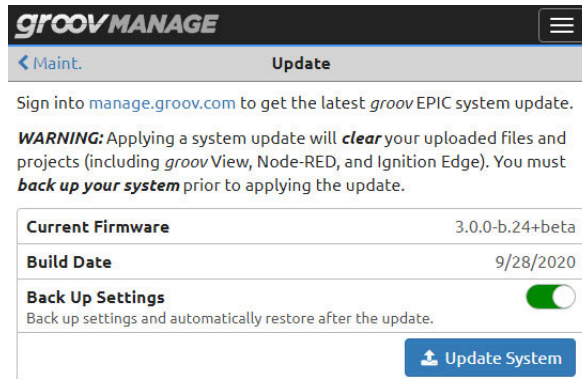 groov MANAGE
Maint.
Update
Sign into manage.groov.com to get the latest groov EPIC system update.
WARNING: Applying a system update will clear your uploaded files and
projects (including groov View, Node-RED, and Ignition Edge). You must
back up your system prior to applying the update.
Current Firmware 3.0.0-b.24+beta
Build Date 9/28/2020
Back Up Settings
Back up settings and automatically restore after the update.
Update System